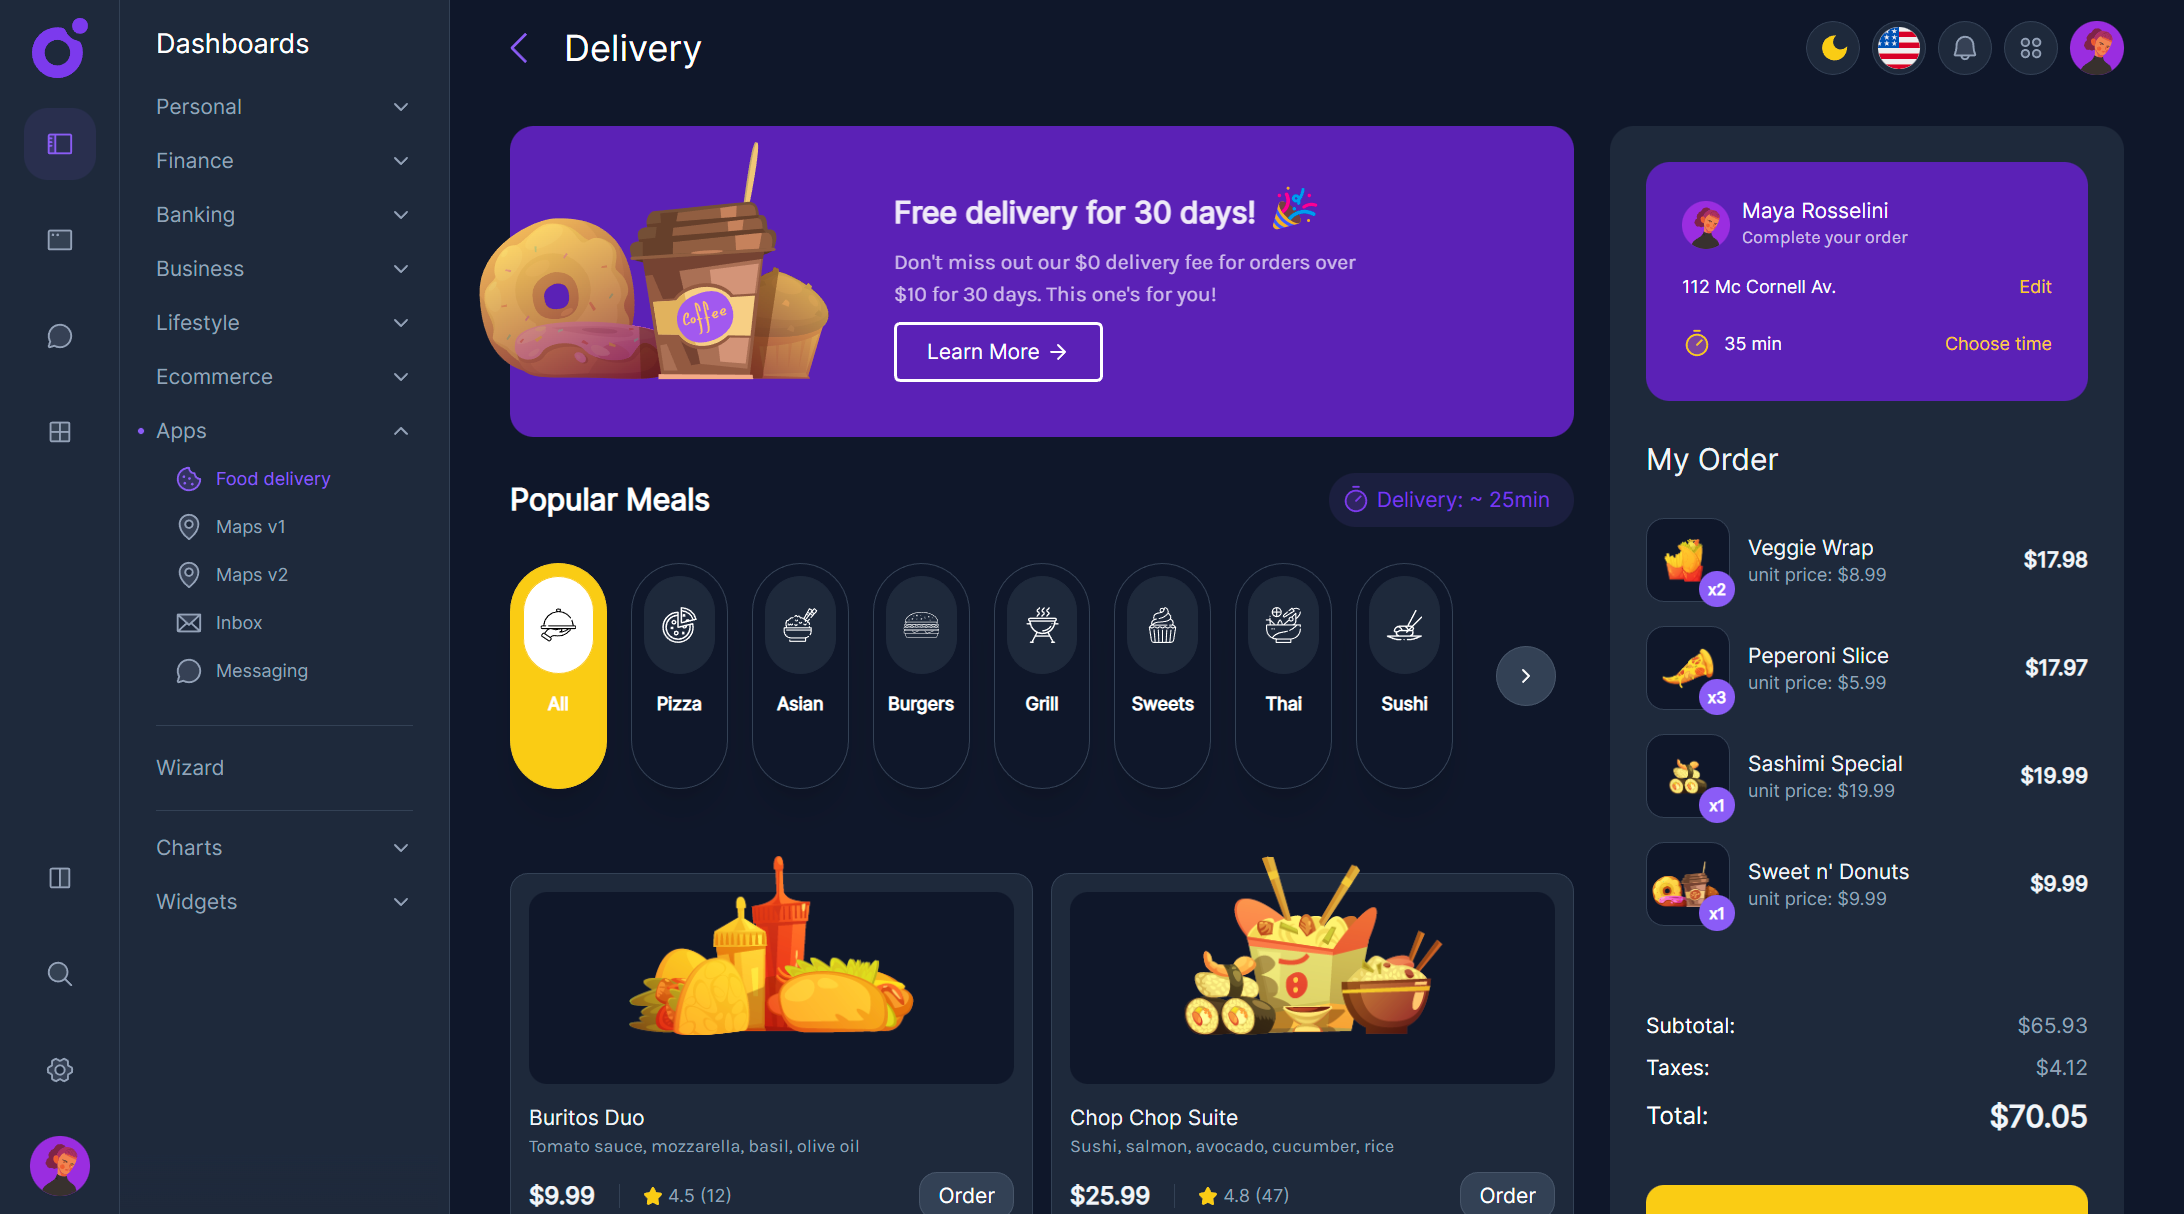 Dashboards
Personal
Finance
Banking
Business
Lifestyle
Ecommerce
Apps
Food delivery
Maps v1
Maps v2
Inbox
Messaging
Wizard
Charts
Widgets
Delivery
Coffee
Free delivery for 30 days!
Don't miss out our $0 delivery fee for orders over
$10 for 30 days. This one's for you!
Learn More
Popular Meals
Delivery: ~ 25min
All
Pizza
Asian
Burgers
Grill
Sweets
Thai
Sushi
Buritos Duo
Tomato sauce, mozzarella, basil, olive oil
$9.99
4.5 (12)
Order
Chop Chop Suite
Sushi, salmon, avocado, cucumber, rice
$25.99
4.8 (47)
Order
Maya Rosselini
Complete your order
112 Mc Cornell Av.
Edit
35 min
Choose time
My Order
Veggie Wrap
unit price: $8.99
x2
$17.98
Peperoni Slice
unit price: $5.99
x3
$17.97
Sashimi Special
unit price: $19.99
x1
$19.99
Sweet n' Donuts
unit price: $9.99
x1
$9.99
Subtotal:
$65.93
Taxes:
$4.12
Total:
$70.05